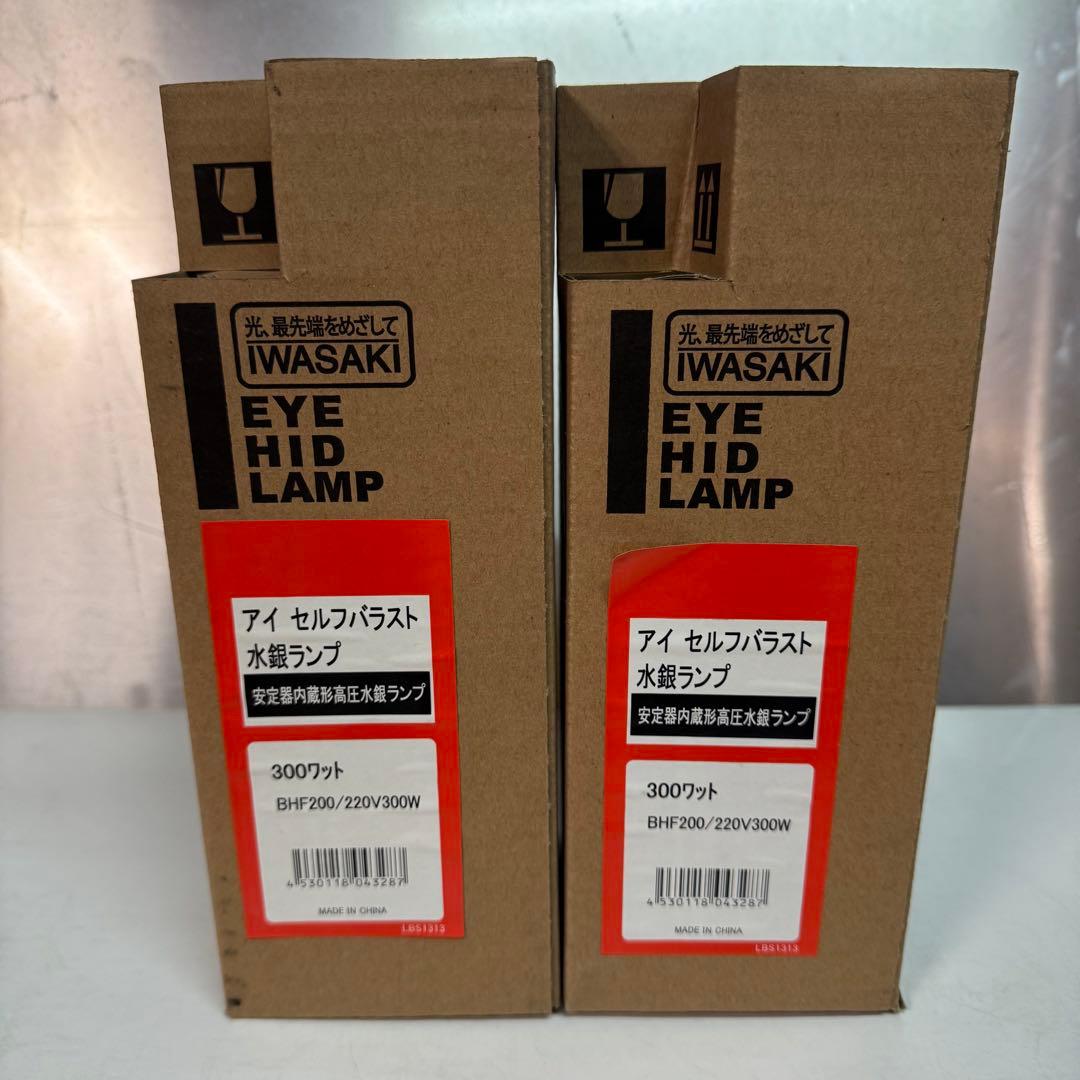 光、最先端をめざして
IWASAKI
EYE
HID
LAMP
アイ セルフバラスト
水銀ランプ
安定器内蔵形高圧水銀ランプ
300ワット
BHF200/220V300W
4 530118 043287
MADE IN CHINA
LBS1313
光、最先端をめざして
IWASAKI
EYE
HID
LAMP
アイ セルフバラスト
水銀ランプ
安定器内蔵形高圧水銀ランプ
300ワット
BHF200/220V300W
4 530118 043287
MADE IN CHINA
LBS1313